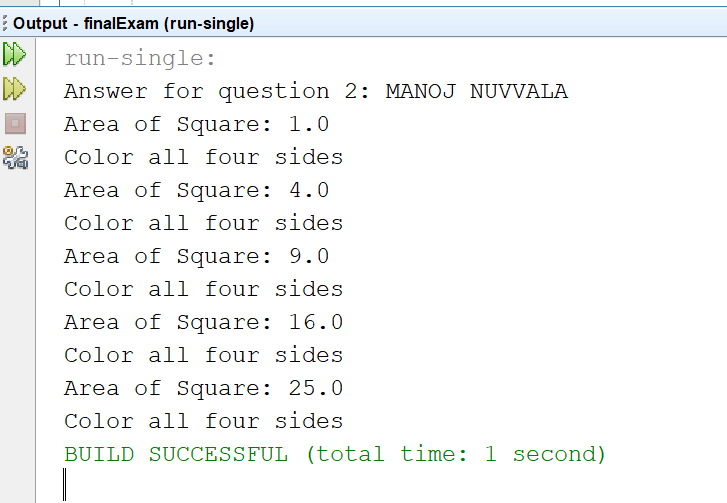 Output - finalExam (run-single)
run-single:
Answer for question 2: MANOJ NUVVALA
Area of Square: 1.0
Color all four sides
Area of Square: 4.0
Color all four sides
Area of Square: 9.0
Color all four sides
Area of Square: 16.0
Color all four sides
Area of Square: 25.0
Color all four sides
BUILD SUCCESSFUL (total time: 1 second)